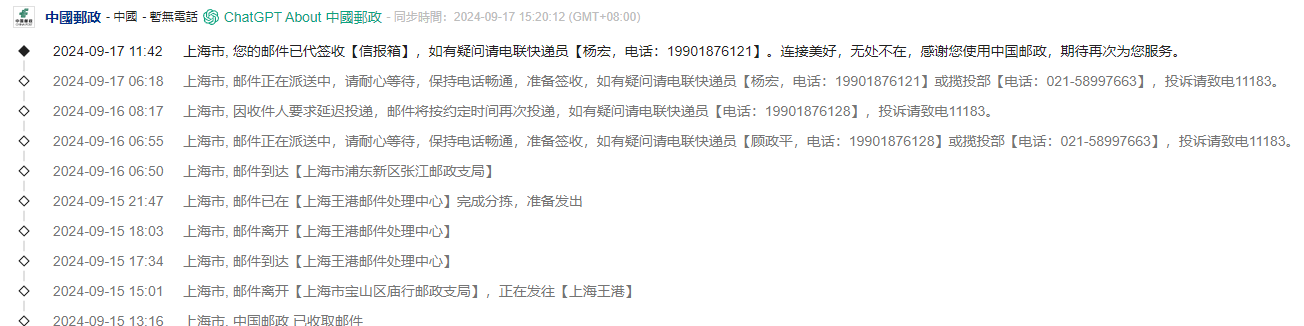 中國郵政 - 中國 - 暫無電話 ChatGPT About 中國郵政 - 同步時間：2024-09-17 15:20:12 (GMT+08:00)
2024-09-17 11:42 上海市, 您的邮件已代签收【信报箱】，如有疑问请电联快递员【杨宏，电话：19901876121】。连接美好，无处不在，感谢您使用中国邮政，期待再次为您服务。
2024-09-17 06:18 上海市, 邮件正在派送中，请耐心等待，保持电话畅通，准备签收，如有疑问请电联快递员【杨宏，电话：19901876121】或揽投部【电话：021-58997663】，投诉请致电11183。
2024-09-16 08:17 上海市, 因收件人要求延迟投递，邮件将按约定时间再次投递，如有疑问请电联快递员【电话：19901876128】，投诉请致电11183。
2024-09-16 06:55 上海市, 邮件正在派送中，请耐心等待，保持电话畅通，准备签收，如有疑问请电联快递员【顾政平，电话：19901876128】或揽投部【电话：021-58997663】，投诉请致电11183。
2024-09-16 06:50 上海市, 邮件到达【上海市浦东新区张江邮政支局】
2024-09-15 21:47 上海市, 邮件已在【上海王港邮件处理中心】完成分拣，准备发出
2024-09-15 18:03 上海市, 邮件离开【上海王港邮件处理中心】
2024-09-15 17:34 上海市, 邮件到达【上海王港邮件处理中心】
2024-09-15 15:01 上海市, 邮件离开【上海市宝山区庙行邮政支局】，正在发往【上海王港】
2024-09-15 13:16 上海市, 中国邮政 已收取邮件